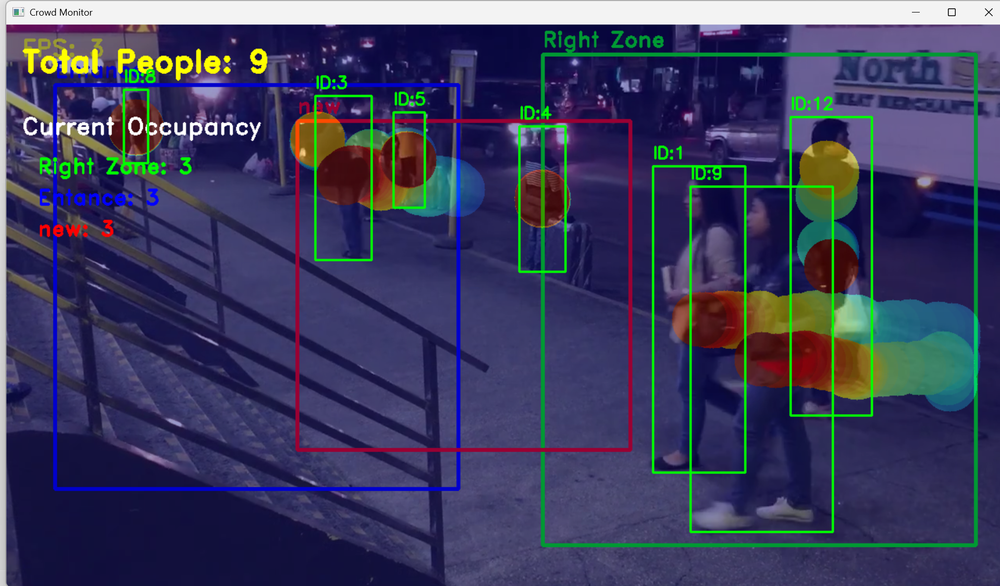 Crowd Monitor
FPS: 3
Total People: 9
Entance
Right Zone
ID:8
ID:3
ID:5
new
ID:4
ID:12
North
Current Occupancy
ID:1
ID:9
Right Zone: 3
Entance: 3
new: 3